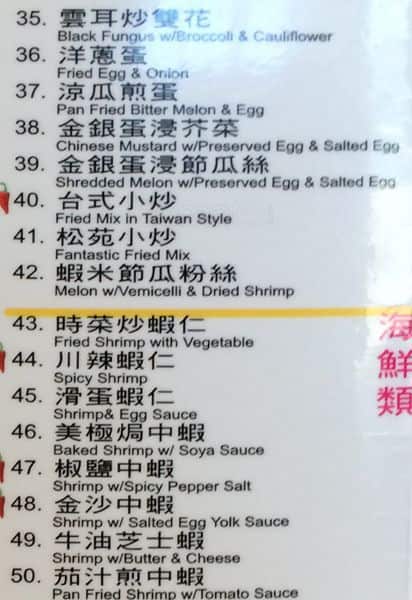 35. 雲耳炒雙花
Black Fungus w/Broccoli & Cauliflower
36. 洋蔥蛋
Fried Egg & Onion
37. 涼瓜煎蛋
Pan Fried Bitter Melon & Egg
38. 金銀蛋浸芥菜
Chinese Mustard w/Preserved Egg & Salted Egg
39. 金銀蛋浸節瓜絲
Shredded Melon w/Preserved Egg & Salted Egg
40. 台式小炒
Fried Mix in Taiwan Style
41. 松苑小炒
Fantastic Fried Mix
42. 蝦米節瓜粉絲
Melon w/Vemicelli & Dried Shrimp
43. 時菜炒蝦仁
Fried Shrimp with Vegetable
44. 川辣蝦仁
Spicy Shrimp
45. 滑蛋蝦仁
Shrimp& Egg Sauce
46. 美極焗中蝦
Baked Shrimp w/ Soya Sauce
47. 椒鹽中蝦
Shrimp w/Spicy Pepper Salt
48. 金沙中蝦
Shrimp w/ Salted Egg Yolk Sauce
49. 牛油芝士蝦
Shrimp w/Butter & Cheese
50. 茄汁煎中蝦
Pan Fried Shrimp w/Tomato Sauce
海鮮類